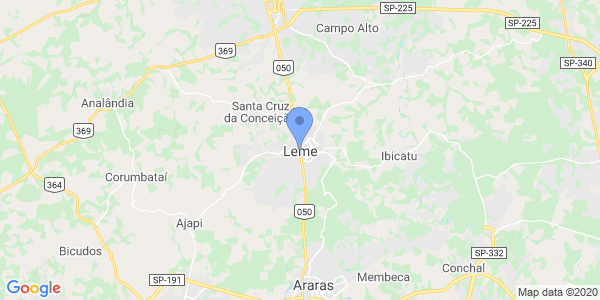 SP-225
Campo Alto
SP-225
369
050
SP-340
Analândia
Santa Cruz
da Conceição
369
Leme
Ibicatu
364
Corumbataí
050
Ajapi
Bicudos
SP-332
SP-191
Araras
Membeca
Conchal
Google
Map data ©2020